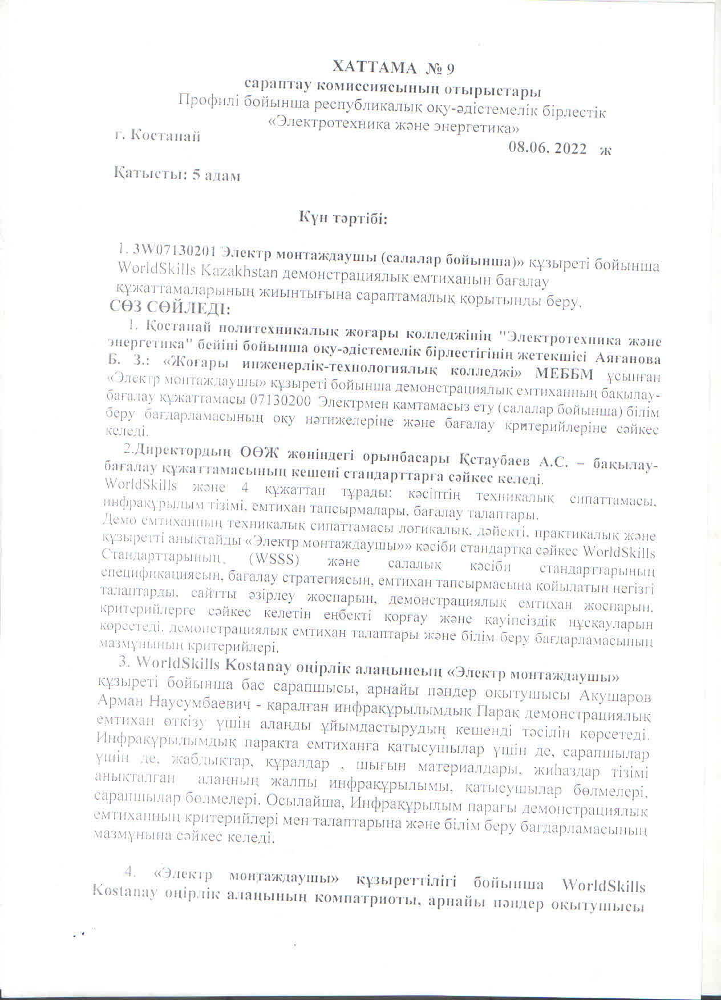 ХАТТАМА № 9
сараптау комиссиясының отырыстары
Профилі бойынша республикалық оқу-әдістемелік бірлестік
«Электротехника және энергетика»
г. Костанай
08.06. 2022 ж
Қатысты: 5 адам
Күн тәртібі:
1. 3W07130201 Электр монтаждаушы (салалар бойынша)» құзыреті бойынша
WorldSkills Kazakhstan демонстрациялық емтиханын бағалау
құжаттамаларының жиынтығына сараптамалық қорытынды беру.
СӨЗ СӨЙЛЕДІ:
1. Қостанай политехникалық жоғары колледжінің "Электротехника және
энергетика" бейіні бойынша оқу-әдістемелік бірлестігінің жетекшісі Аяганова
Б. З.: «Жоғары инженерлік-технологиялық колледжі» МЕББМ ұсынған
«Электр монтаждаушы» құзыреті бойынша демонстрациялық емтиханның бақылау-
бағалау құжаттамасы 07130200 Электрмен қамтамасыз ету (салалар бойынша) білім
беру бағдарламасының оқу нәтижелеріне және бағалау критерийлеріне сәйкес
келеді.
2.Директордың ОӨЖ жөніндегі орынбасары Қстаубаев А.С. – бақылау-
бағалау құжаттамасының кешені стандарттарға сәйкес келеді.
WorldSkills және 4 құжаттан тұрады: кәсіптің техникалық сипаттамасы,
инфрақұрылым тізімі, емтихан тапсырмалары, бағалау талаптары.
Демо емтиханның техникалық сипаттамасы логикалық, дәйекті, практикалық және
құзыретті анықтайды «Электр монтаждаушы»» кәсіби стандартқа сәйкес WorldSkills
Стандарттарының (WSSS) және салалық кәсіби стандарттарының
спецификациясын, бағалау стратегиясын, емтихан тапсырмасына қойылатын негізгі
талаптарды, сайтты әзірлеу жоспарын, демонстрациялық емтихан жоспарын,
критерийлерге сәйкес келетін еңбекті қорғау және қауіпсіздік нұсқауларын
көрсетеді. демонстрациялық емтихан талаптары және білім беру бағдарламасының
мазмұнының критерийлері.
3. WorldSkills Kostanay оңірлік алаңынеың «Электр монтаждаушы»
құзыреті бойынша бас сарапшысы, арнайы пәндер оқытушысы Акушаров
Арман Наусумбаевич - қаралған инфрақұрылымдық Парақ демонстрациялық
емтихан өткізу үшін алаңды ұйымдастырудың кешенді тәсілін көрсетеді.
Инфрақұрылымдық парақта емтиханға қатысушылар үшін де, сарапшылар
үшін де, жабдықтар, құралдар , шығын материалдары, жиһаздар тізімі
анықталған алаңның жалпы инфрақұрылымы, қатысушылар бөлмелері,
сарапшылар бөлмелері. Осылайша, Инфрақұрылым парағы демонстрациялық
емтиханның критерийлері мен талаптарына және білім беру бағдарламасының
мазмұнына сәйкес келеді.
4. «Электр монтаждаушы» құзыреттілігі бойынша WorldSkills
Kostanay оңірлік алаңының компатриоты, арнайы пәндер оқытушысы